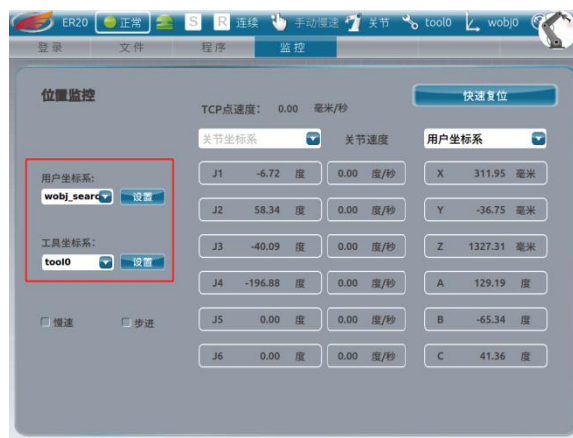 ER20 正常 S R 连续 手动慢速 关节 tool0 wobj0
登录 文件 程序 监控
位置监控
快速复位
TCP点速度： 0.00 毫米/秒
关节坐标系 关节速度 用户坐标系
用户坐标系:
wobj_searc 设置
工具坐标系:
tool0 设置
慢速 步进
J1 -6.72 度 0.00 度/秒 X 311.95 毫米
J2 58.34 度 0.00 度/秒 Y -36.75 毫米
J3 -40.09 度 0.00 度/秒 Z 1327.31 毫米
J4 -196.88 度 0.00 度/秒 A 129.19 度
J5 0.00 度 0.00 度/秒 B -65.34 度
J6 0.00 度 0.00 度/秒 C 41.36 度